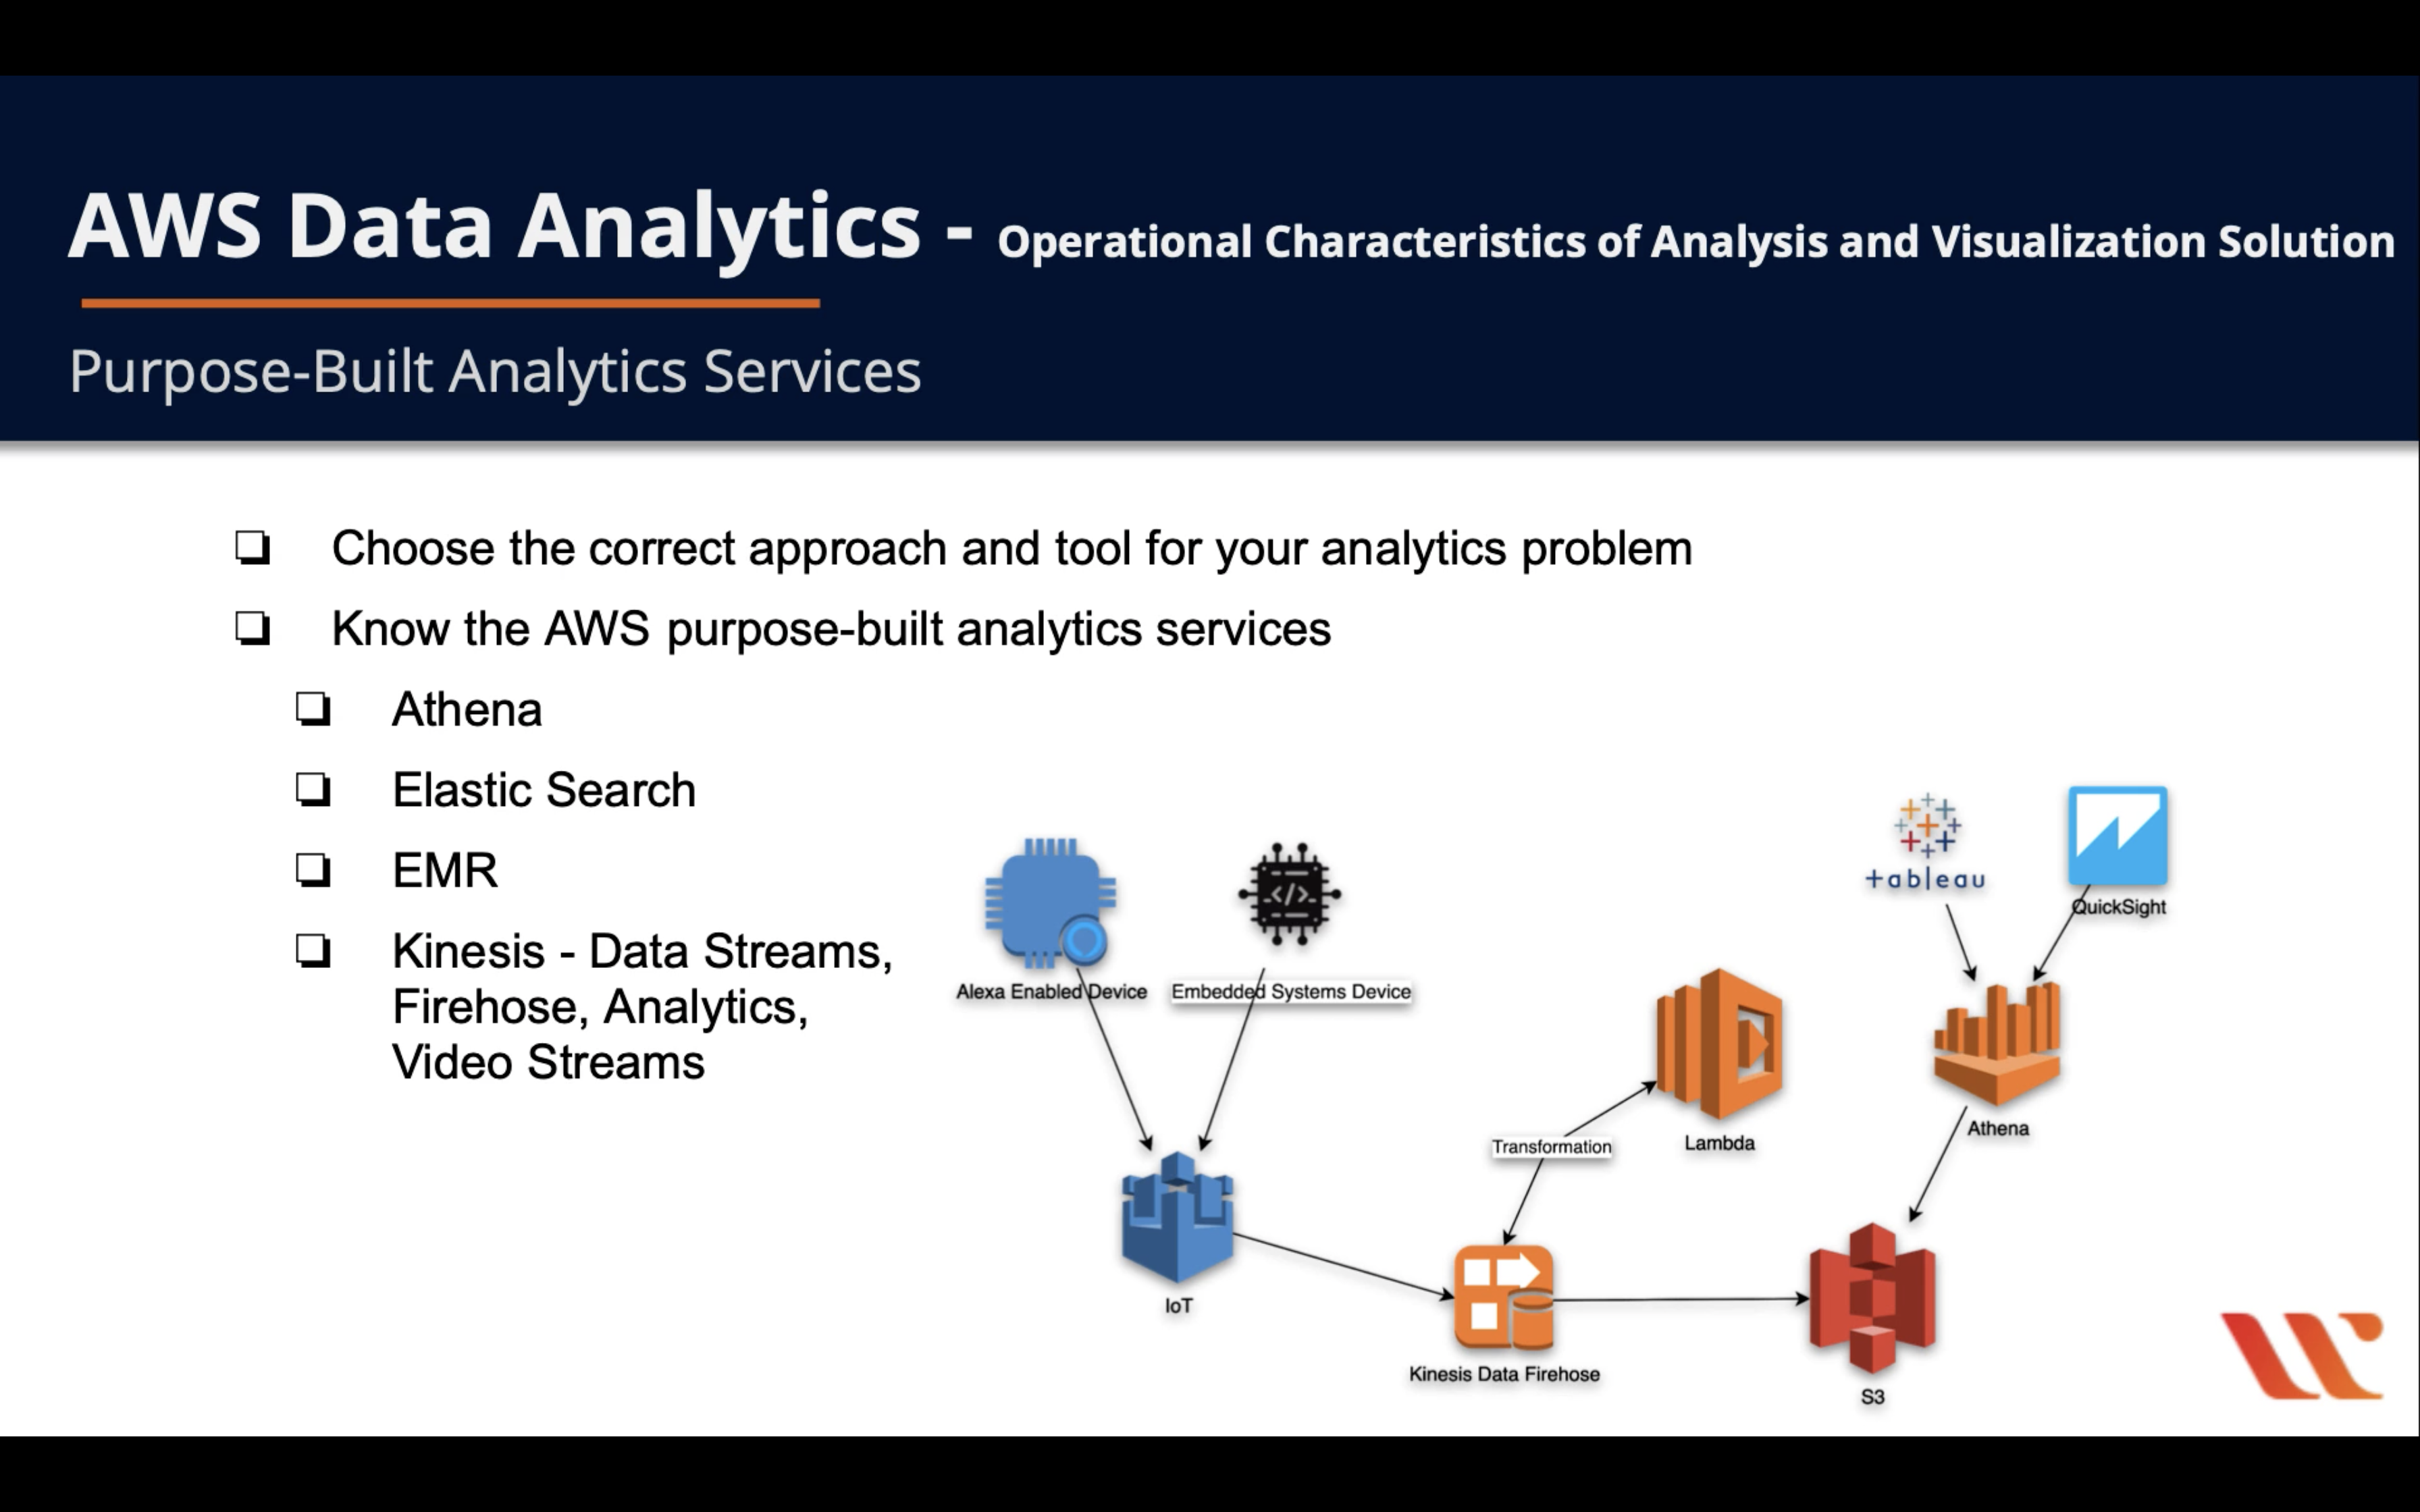 AWS Data Analytics - Operational Characteristics of Analysis and Visualization Solution
Purpose-Built Analytics Services
Choose the correct approach and tool for your analytics problem
Know the AWS purpose-built analytics services
Athena
Elastic Search
EMR
Kinesis - Data Streams,
Firehose, Analytics,
Video Streams
+ab|eau
QuickSight
Alexa Enabled Device
Embedded Systems Device
Transformation
Lambda
Athena
IoT
Kinesis Data Firehose
S3